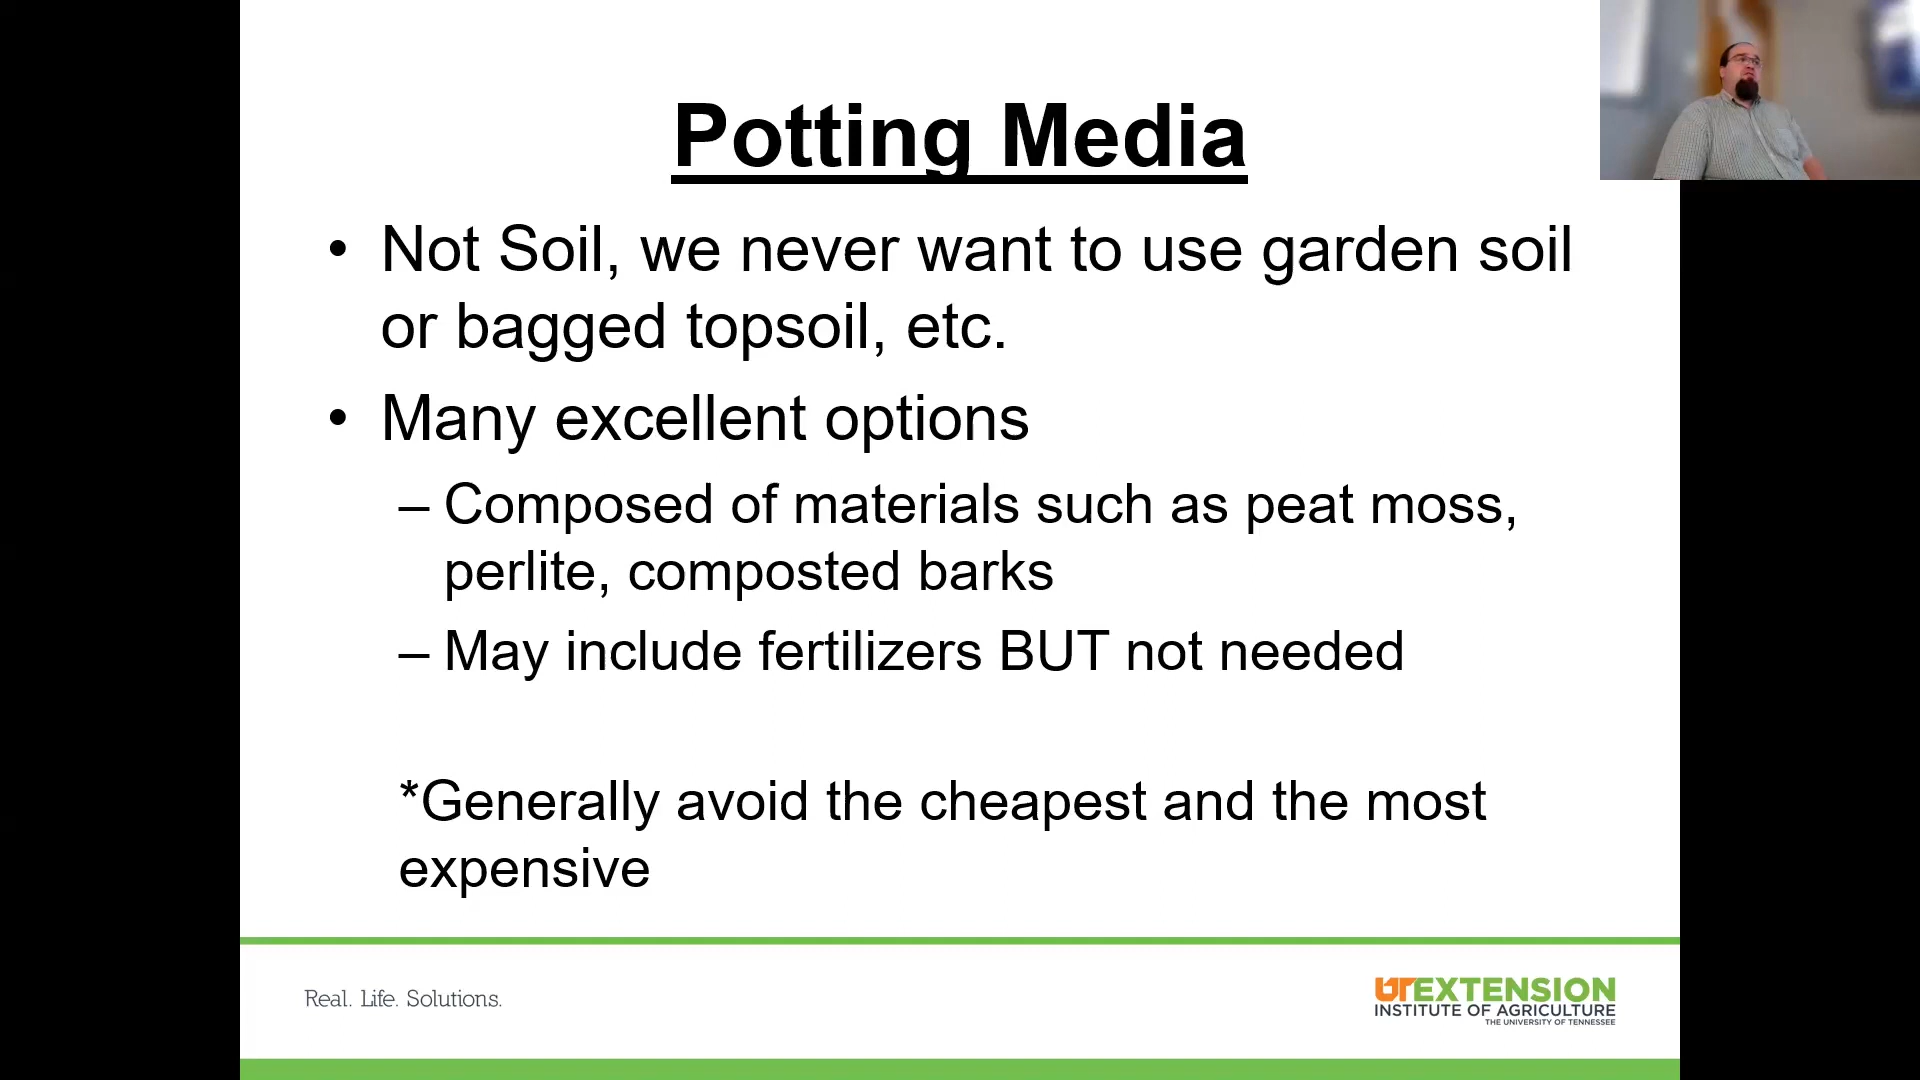 Potting Media
• Not Soil, we never want to use garden soil
or bagged topsoil, etc.
• Many excellent options
– Composed of materials such as peat moss,
perlite, composted barks
– May include fertilizers BUT not needed
*Generally avoid the cheapest and the most
expensive
Real. Life. Solutions.
UTEXTENSION
INSTITUTE OF AGRICULTURE
THE UNIVERSITY OF TENNESSEE